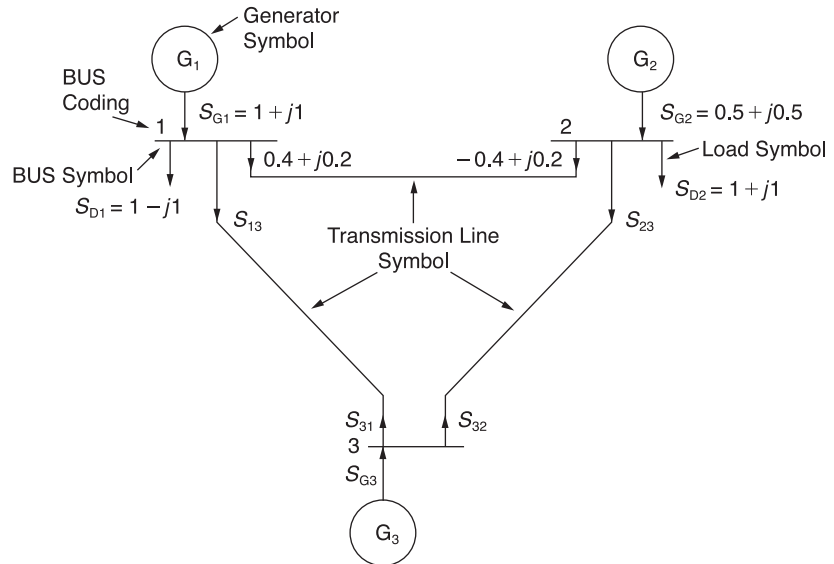 Generator
Symbol
G1
G2
BUS
Coding
SG1 = 1 + j1
SG2 = 0.5 + j0.5
1
2
0.4 + j0.2
− 0.4 + j0.2
Load Symbol
BUS Symbol
SD1 = 1 − j1
SD2 = 1 + j1
S13
S23
Transmission Line
Symbol
S31
S32
3
SG3
G3